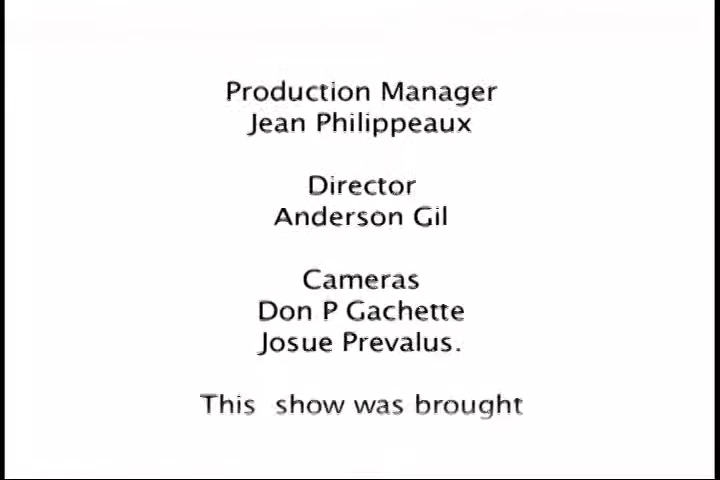 Production Manager
Jean Philippeaux
Director
Anderson Gil
Cameras
Don P Gachette
Josue Prevalus.
This  show was brought